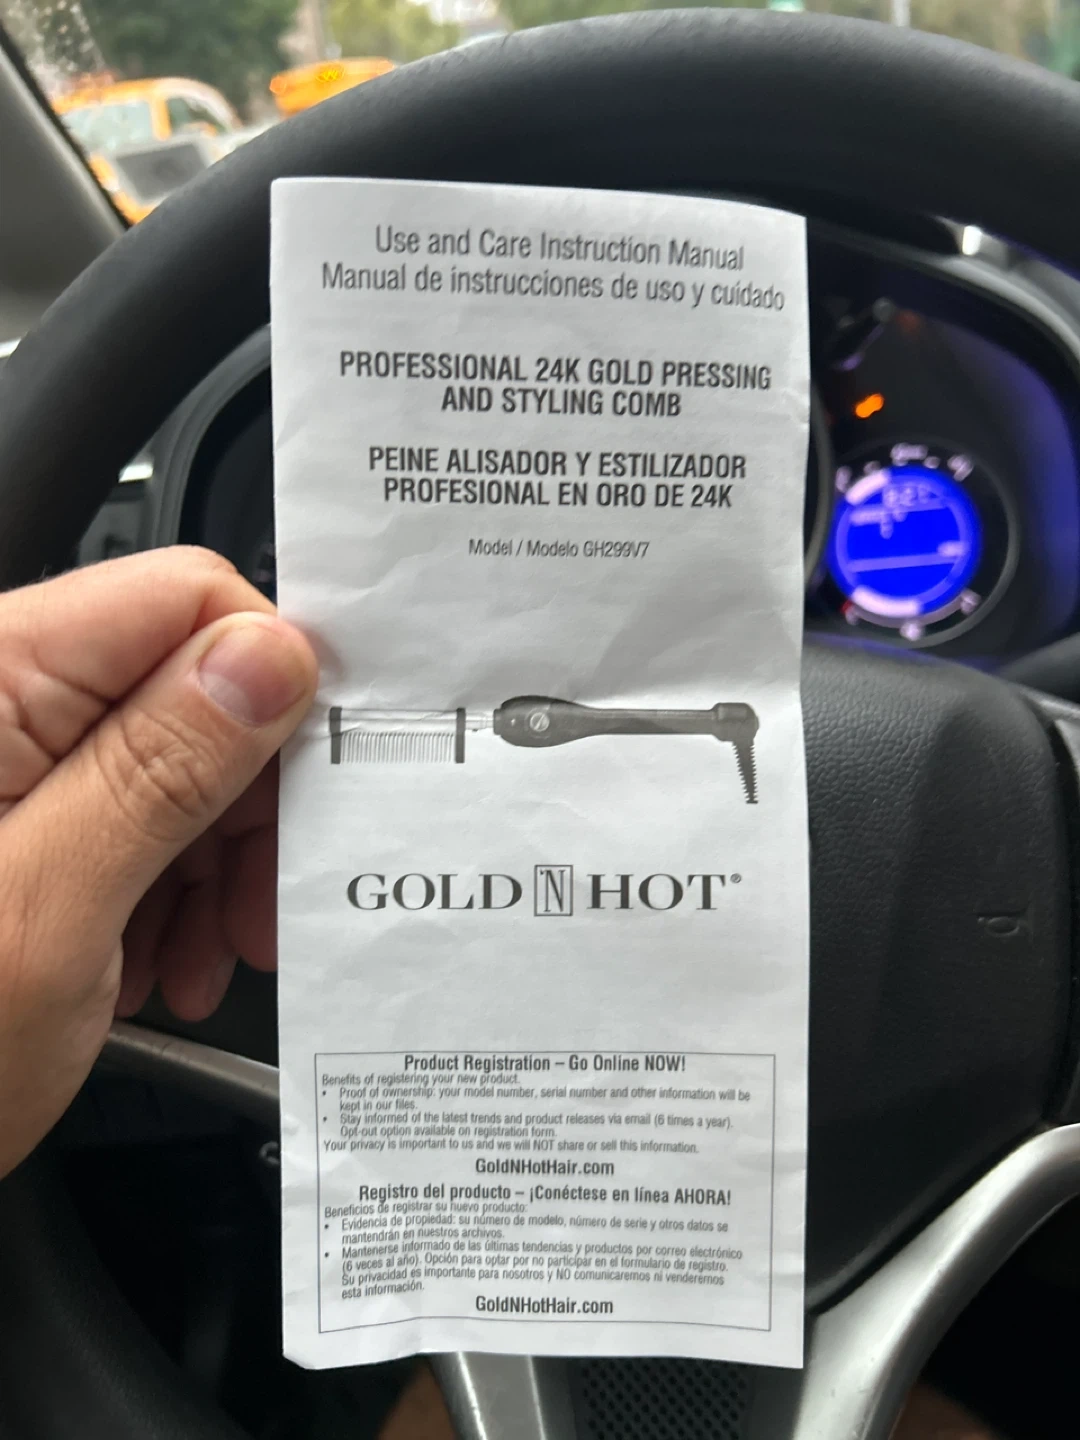 Use and Care Instruction Manual
Manual de instrucciones de uso y cuidado
PROFESSIONAL 24K GOLD PRESSING
AND STYLING COMB
PEINE ALISADOR Y ESTILIZADOR
PROFESIONAL EN ORO DE 24K
Model / Modelo GH299V7
GOLD 'N HOT®
Product Registration – Go Online NOW!
Benefits of registering your new product.
• Proof of ownership: your model number, serial number and other information will be
kept in our files.
• Stay informed of the latest trends and product releases via email (6 times a year).
Opt-out option available on registration form.
Your privacy is important to us and we will NOT share or sell this information.
GoldNHotHair.com
Registro del producto – ¡Conéctese en línea AHORA!
Beneficios de registrar su nuevo producto:
• Evidencia de propiedad: su número de modelo, número de serie y otros datos se
mantendrán en nuestros archivos.
• Mantenerse informado de las últimas tendencias y productos por correo electrónico
(6 veces al año). Opción para optar por no participar en el formulario de registro.
Su privacidad es importante para nosotros y NO comunicaremos ni venderemos
esta información.
GoldNHotHair.com